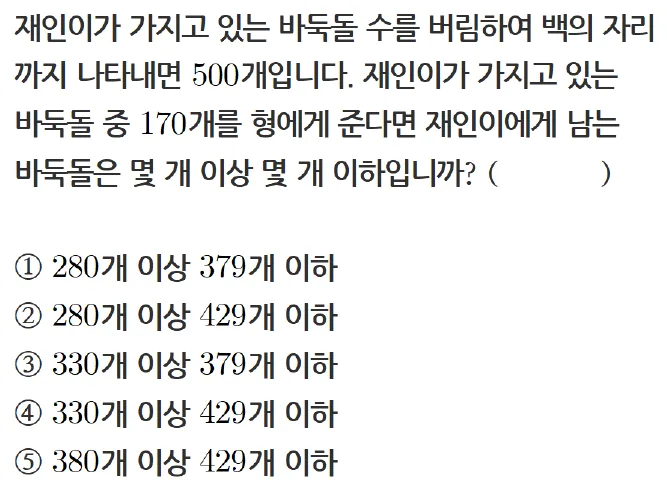 재인이가 가지고 있는 바둑돌 수를 버림하여 백의 자리
까지 나타내면 500개입니다. 재인이가 가지고 있는
바둑돌 중 170개를 형에게 준다면 재인이에게 남는
바둑돌은 몇 개 이상 몇 개 이하입니까? ( )
① 280개 이상 379개 이하
② 280개 이상 429개 이하
③ 330개 이상 379개 이하
④ 330개 이상 429개 이하
⑤ 380개 이상 429개 이하